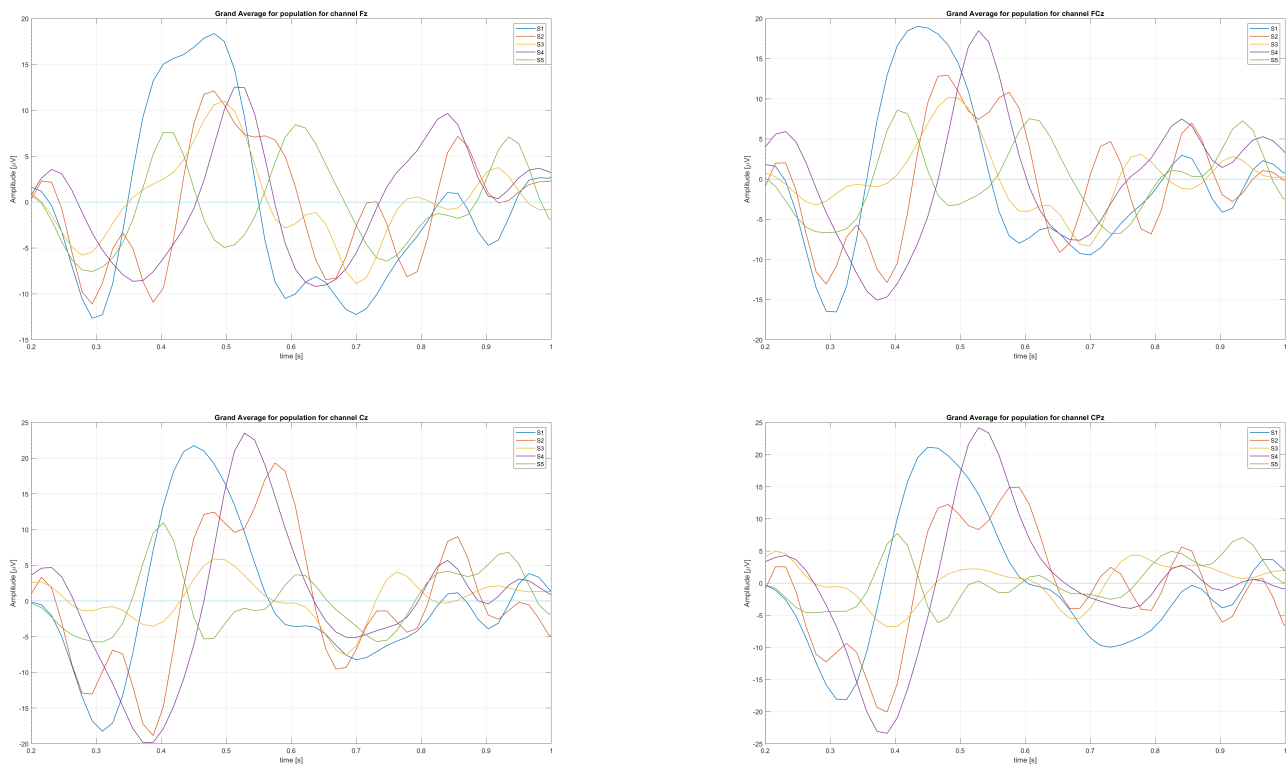 Grand Average for population for channel Fz
Amplitude [µV]
20
15
10
5
0
-5
-10
-15
0.2 0.3 0.4 0.5 0.6 0.7 0.8 0.9 1
time [s]
S1
S2
S3
S4
S5
Grand Average for population for channel FCz
Amplitude [µV]
20
15
10
5
0
-5
-10
-15
-20
0.2 0.3 0.4 0.5 0.6 0.7 0.8 0.9 1
time [s]
S1
S2
S3
S4
S5
Grand Average for population for channel Cz
Amplitude [µV]
25
20
15
10
5
0
-5
-10
-15
-20
0.2 0.3 0.4 0.5 0.6 0.7 0.8 0.9 1
time [s]
S1
S2
S3
S4
S5
Grand Average for population for channel CPz
Amplitude [µV]
25
20
15
10
5
0
-5
-10
-15
-20
-25
0.2 0.3 0.4 0.5 0.6 0.7 0.8 0.9 1
time [s]
S1
S2
S3
S4
S5